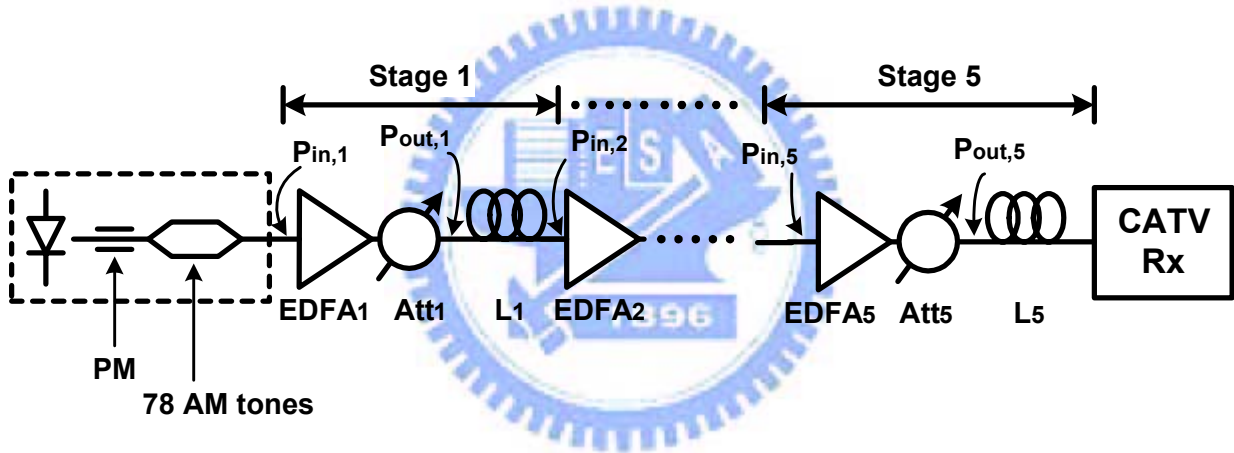 Stage 1
Stage 5
Pin,1
Pout,1
Pin,2
Pin,5
Pout,5
CATV
Rx
EDFA1
Att1
L1
EDFA2
EDFA5
Att5
L5
PM
78 AM tones
E S A
1896